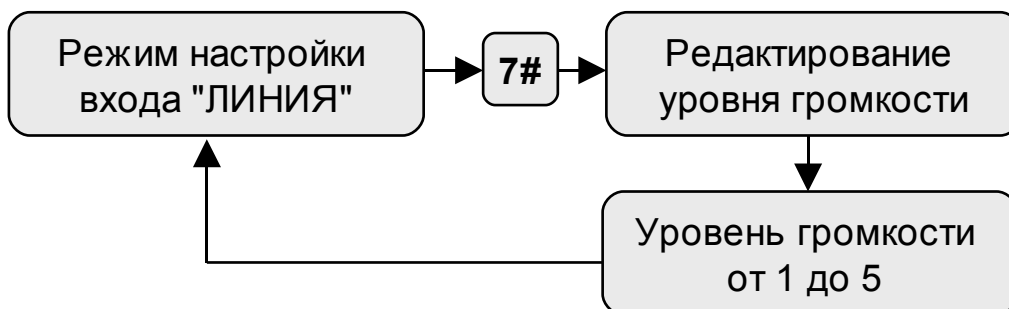 Режим настройки
входа "ЛИНИЯ"
7#
Редактирование
уровня громкости
Уровень громкости
от 1 до 5